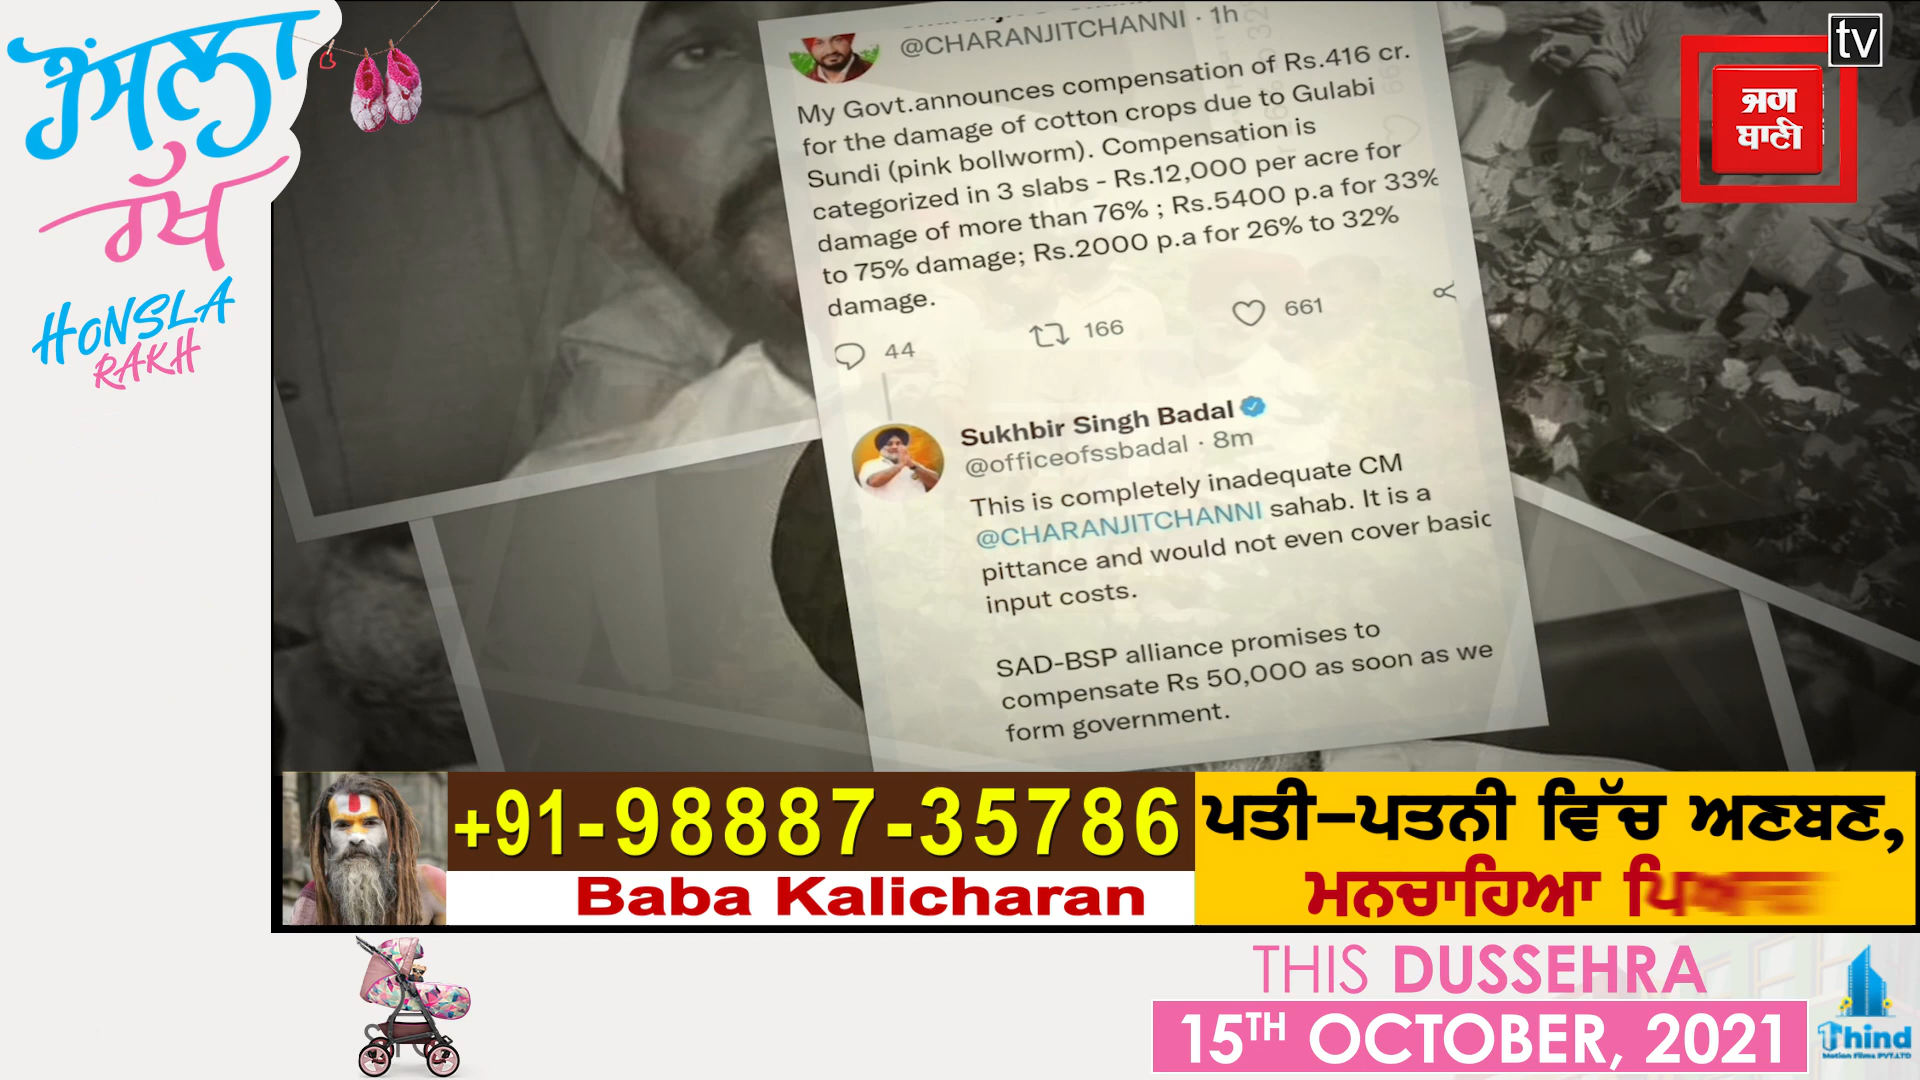 ਹੌਂਸਲਾ
ਰੱਖ
HONSLA
RAKH
@CHARANJITCHANNI · 1h
My Govt.announces compensation of Rs.416 cr.
for the damage of cotton crops due to Gulabi
Sundi (pink bollworm). Compensation is
categorized in 3 slabs - Rs.12,000 per acre for
damage of more than 76% ; Rs.5400 p.a for 33%
to 75% damage; Rs.2000 p.a for 26% to 32%
damage.
44 166 661
Sukhbir Singh Badal
@officeofssbadal · 8m
This is completely inadequate CM
@CHARANJITCHANNI sahab. It is a
pittance and would not even cover basic
input costs.
SAD-BSP alliance promises to
compensate Rs 50,000 as soon as we
form government.
tv
ਜਗ
ਬਾਣੀ
+91-98887-35786
Baba Kalicharan
ਪਤੀ-ਪਤਨੀ ਵਿੱਚ ਅਣਬਣ,
ਮਨਚਾਹਿਆ
THIS DUSSEHRA
15TH OCTOBER, 2021
Thind
Motion Films PVT.LTD